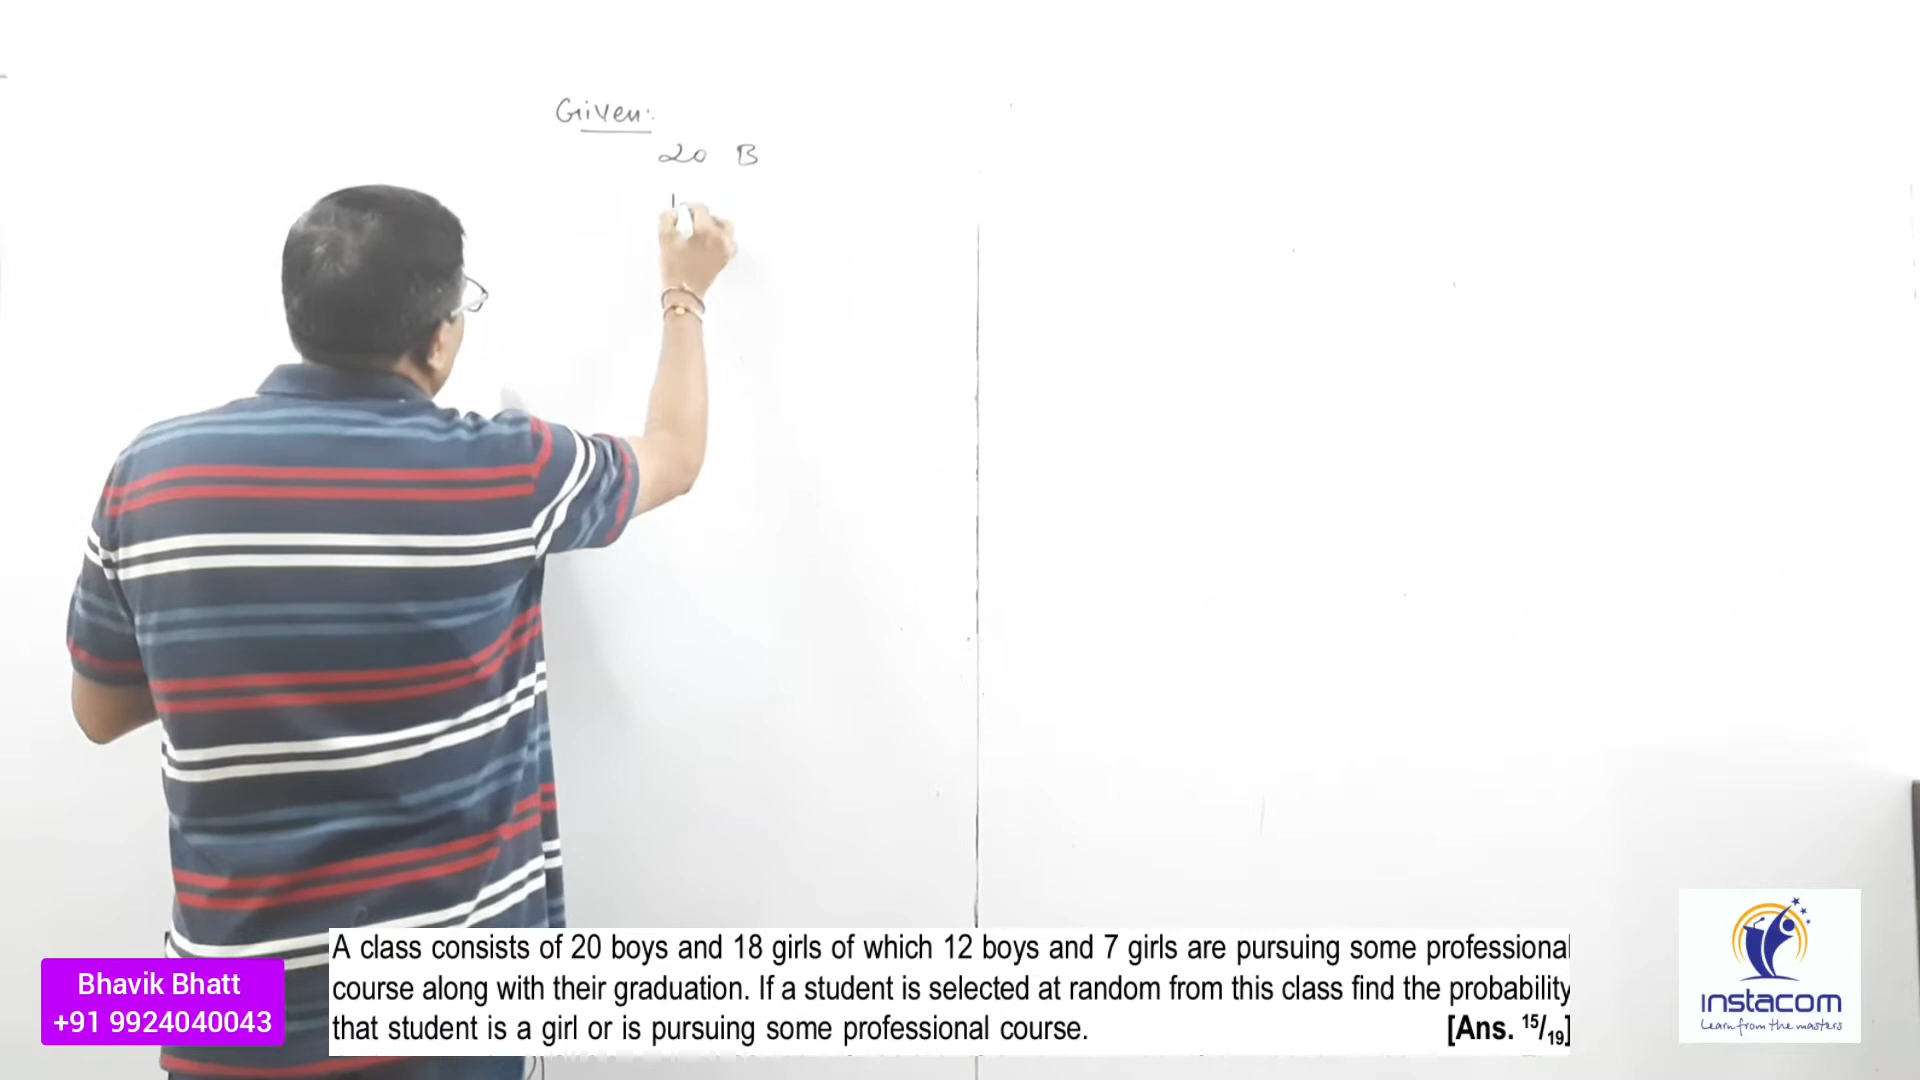 Given:
20 B
A class consists of 20 boys and 18 girls of which 12 boys and 7 girls are pursuing some professional
course along with their graduation. If a student is selected at random from this class find the probability
that student is a girl or is pursuing some professional course. [Ans. 15/19]
Bhavik Bhatt
+91 9924040043
instacom
Learn from the masters